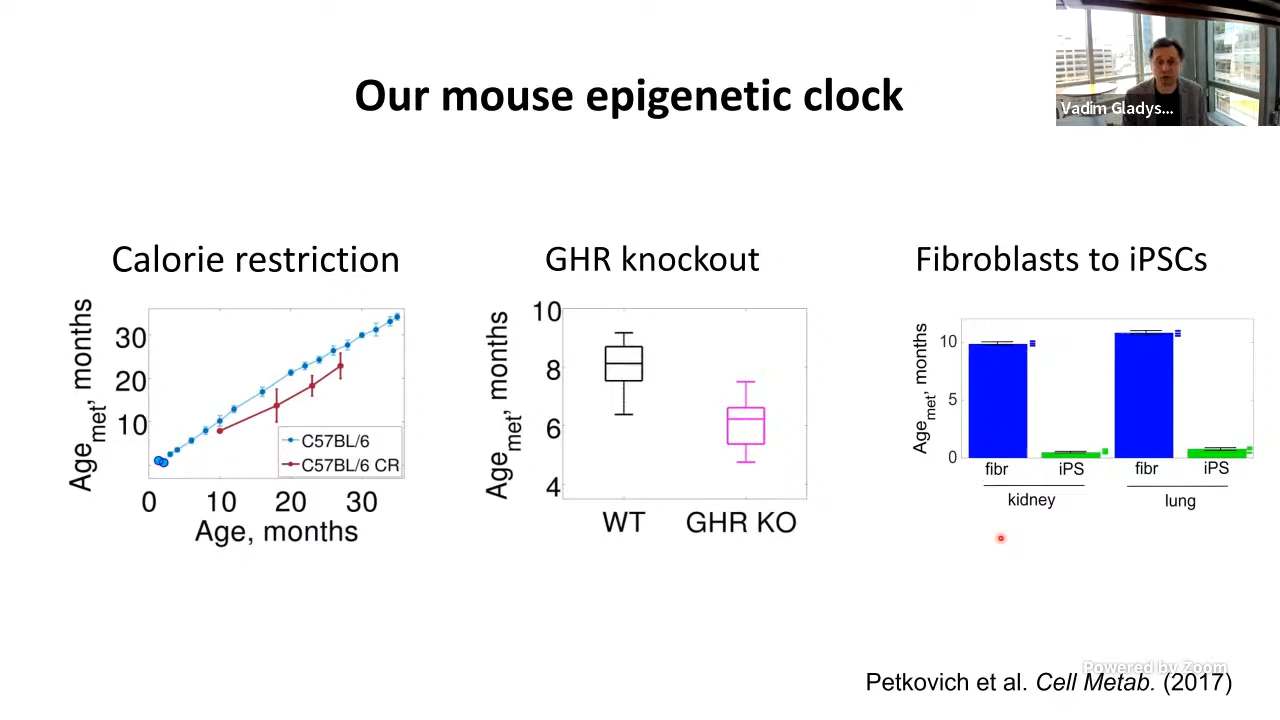 Our mouse epigenetic clock
Vadim Gladys...
Calorie restriction
Age_met, months
30
20
10
C57BL/6
C57BL/6 CR
0 10 20 30
Age, months
GHR knockout
Age_met, months
10
8
6
4
WT GHR KO
Fibroblasts to iPSCs
Age_met, months
10
5
0
fibr iPS fibr iPS
kidney lung
Powered by Zoom
Petkovich et al. Cell Metab. (2017)